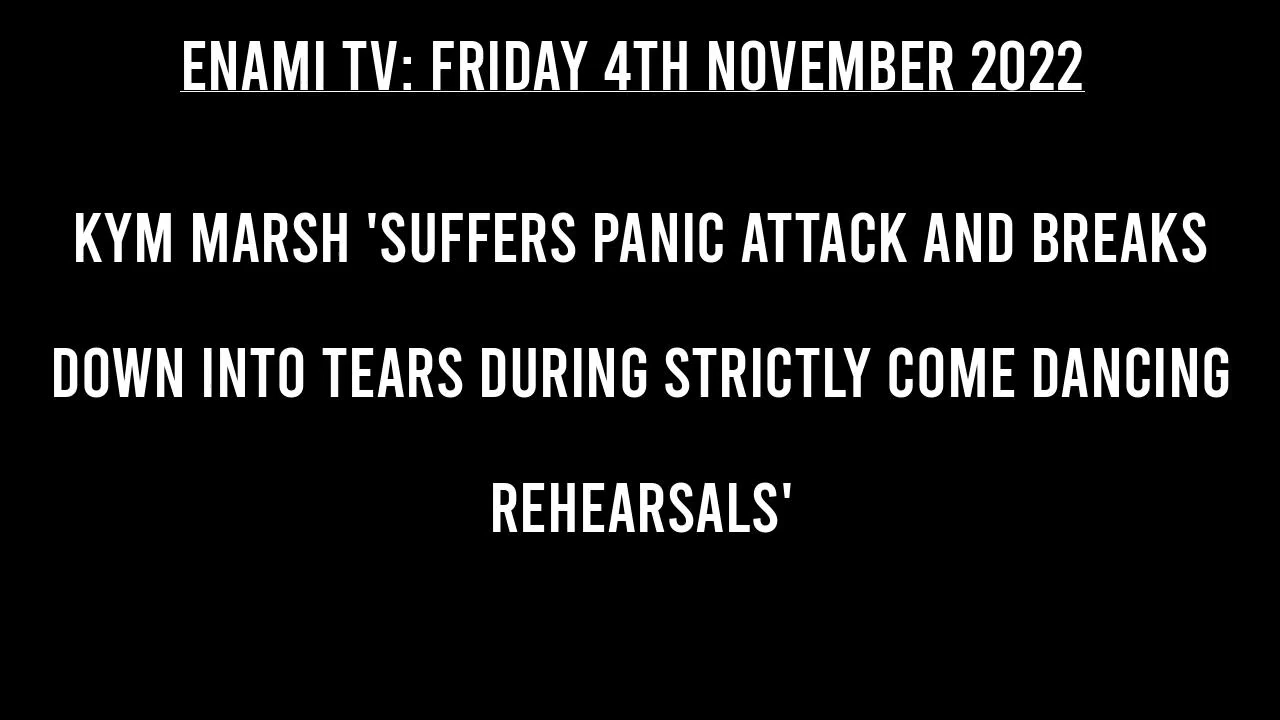 ENAMI TV: FRIDAY 4TH NOVEMBER 2022
KYM MARSH 'SUFFERS PANIC ATTACK AND BREAKS
DOWN INTO TEARS DURING STRICTLY COME DANCING
REHEARSALS'